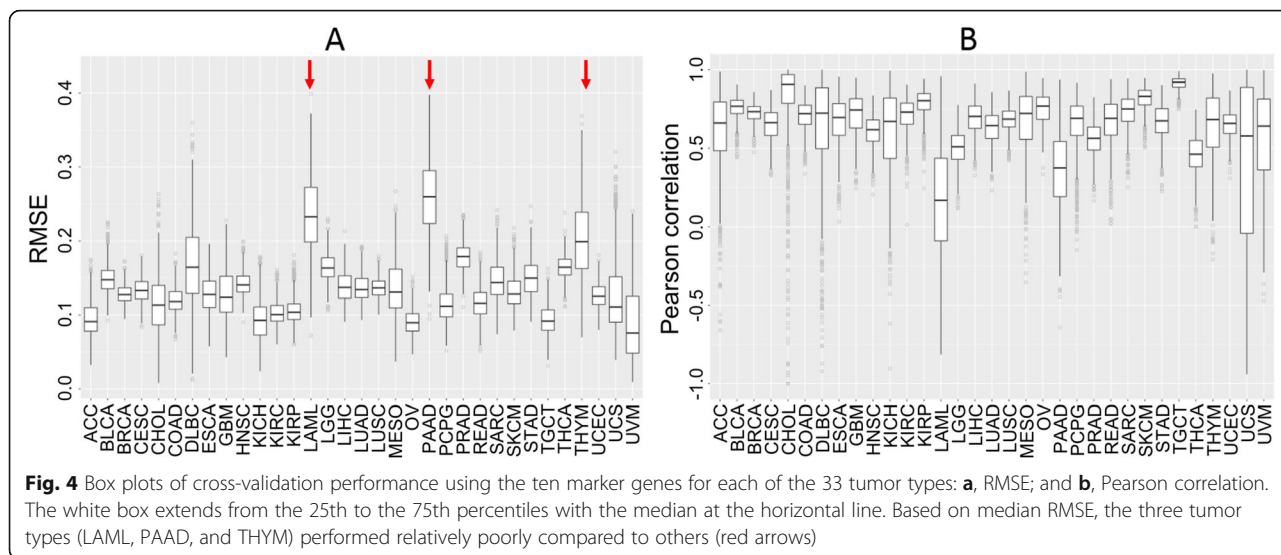 A
B
RMSE
0.4
0.3
0.2
0.1
0.0
ACC
BLCA
BRCA
CESC
CHOL
COAD
DLBC
ESCA
GBM
HNSC
KICH
KIRC
KIRP
LAML
LGG
LIHC
LUAD
LUSC
MESO
OV
PAAD
PCPG
PRAD
READ
SARC
SKCM
STAD
TGCT
THCA
THYM
UCEC
UCS
UVM
Pearson correlation
1.0
0.5
0.0
-0.5
-1.0
ACC
BLCA
BRCA
CESC
CHOL
COAD
DLBC
ESCA
GBM
HNSC
KICH
KIRC
KIRP
LAML
LGG
LIHC
LUAD
LUSC
MESO
OV
PAAD
PCPG
PRAD
READ
SARC
SKCM
STAD
TGCT
THCA
THYM
UCEC
UCS
UVM
Fig. 4 Box plots of cross-validation performance using the ten marker genes for each of the 33 tumor types: a, RMSE; and b, Pearson correlation.
The white box extends from the 25th to the 75th percentiles with the median at the horizontal line. Based on median RMSE, the three tumor
types (LAML, PAAD, and THYM) performed relatively poorly compared to others (red arrows)